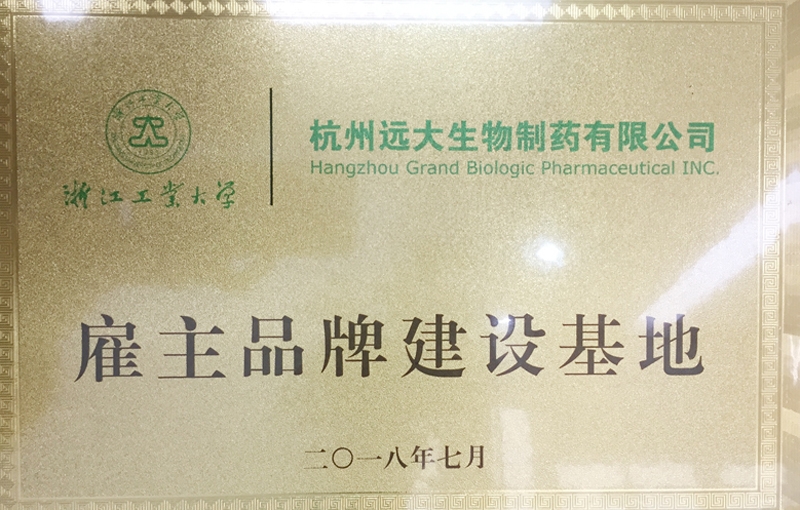 浙江工业大学
杭州远大生物制药有限公司
Hangzhou Grand Biologic Pharmaceutical INC.
雇主品牌建设基地
二〇一八年七月